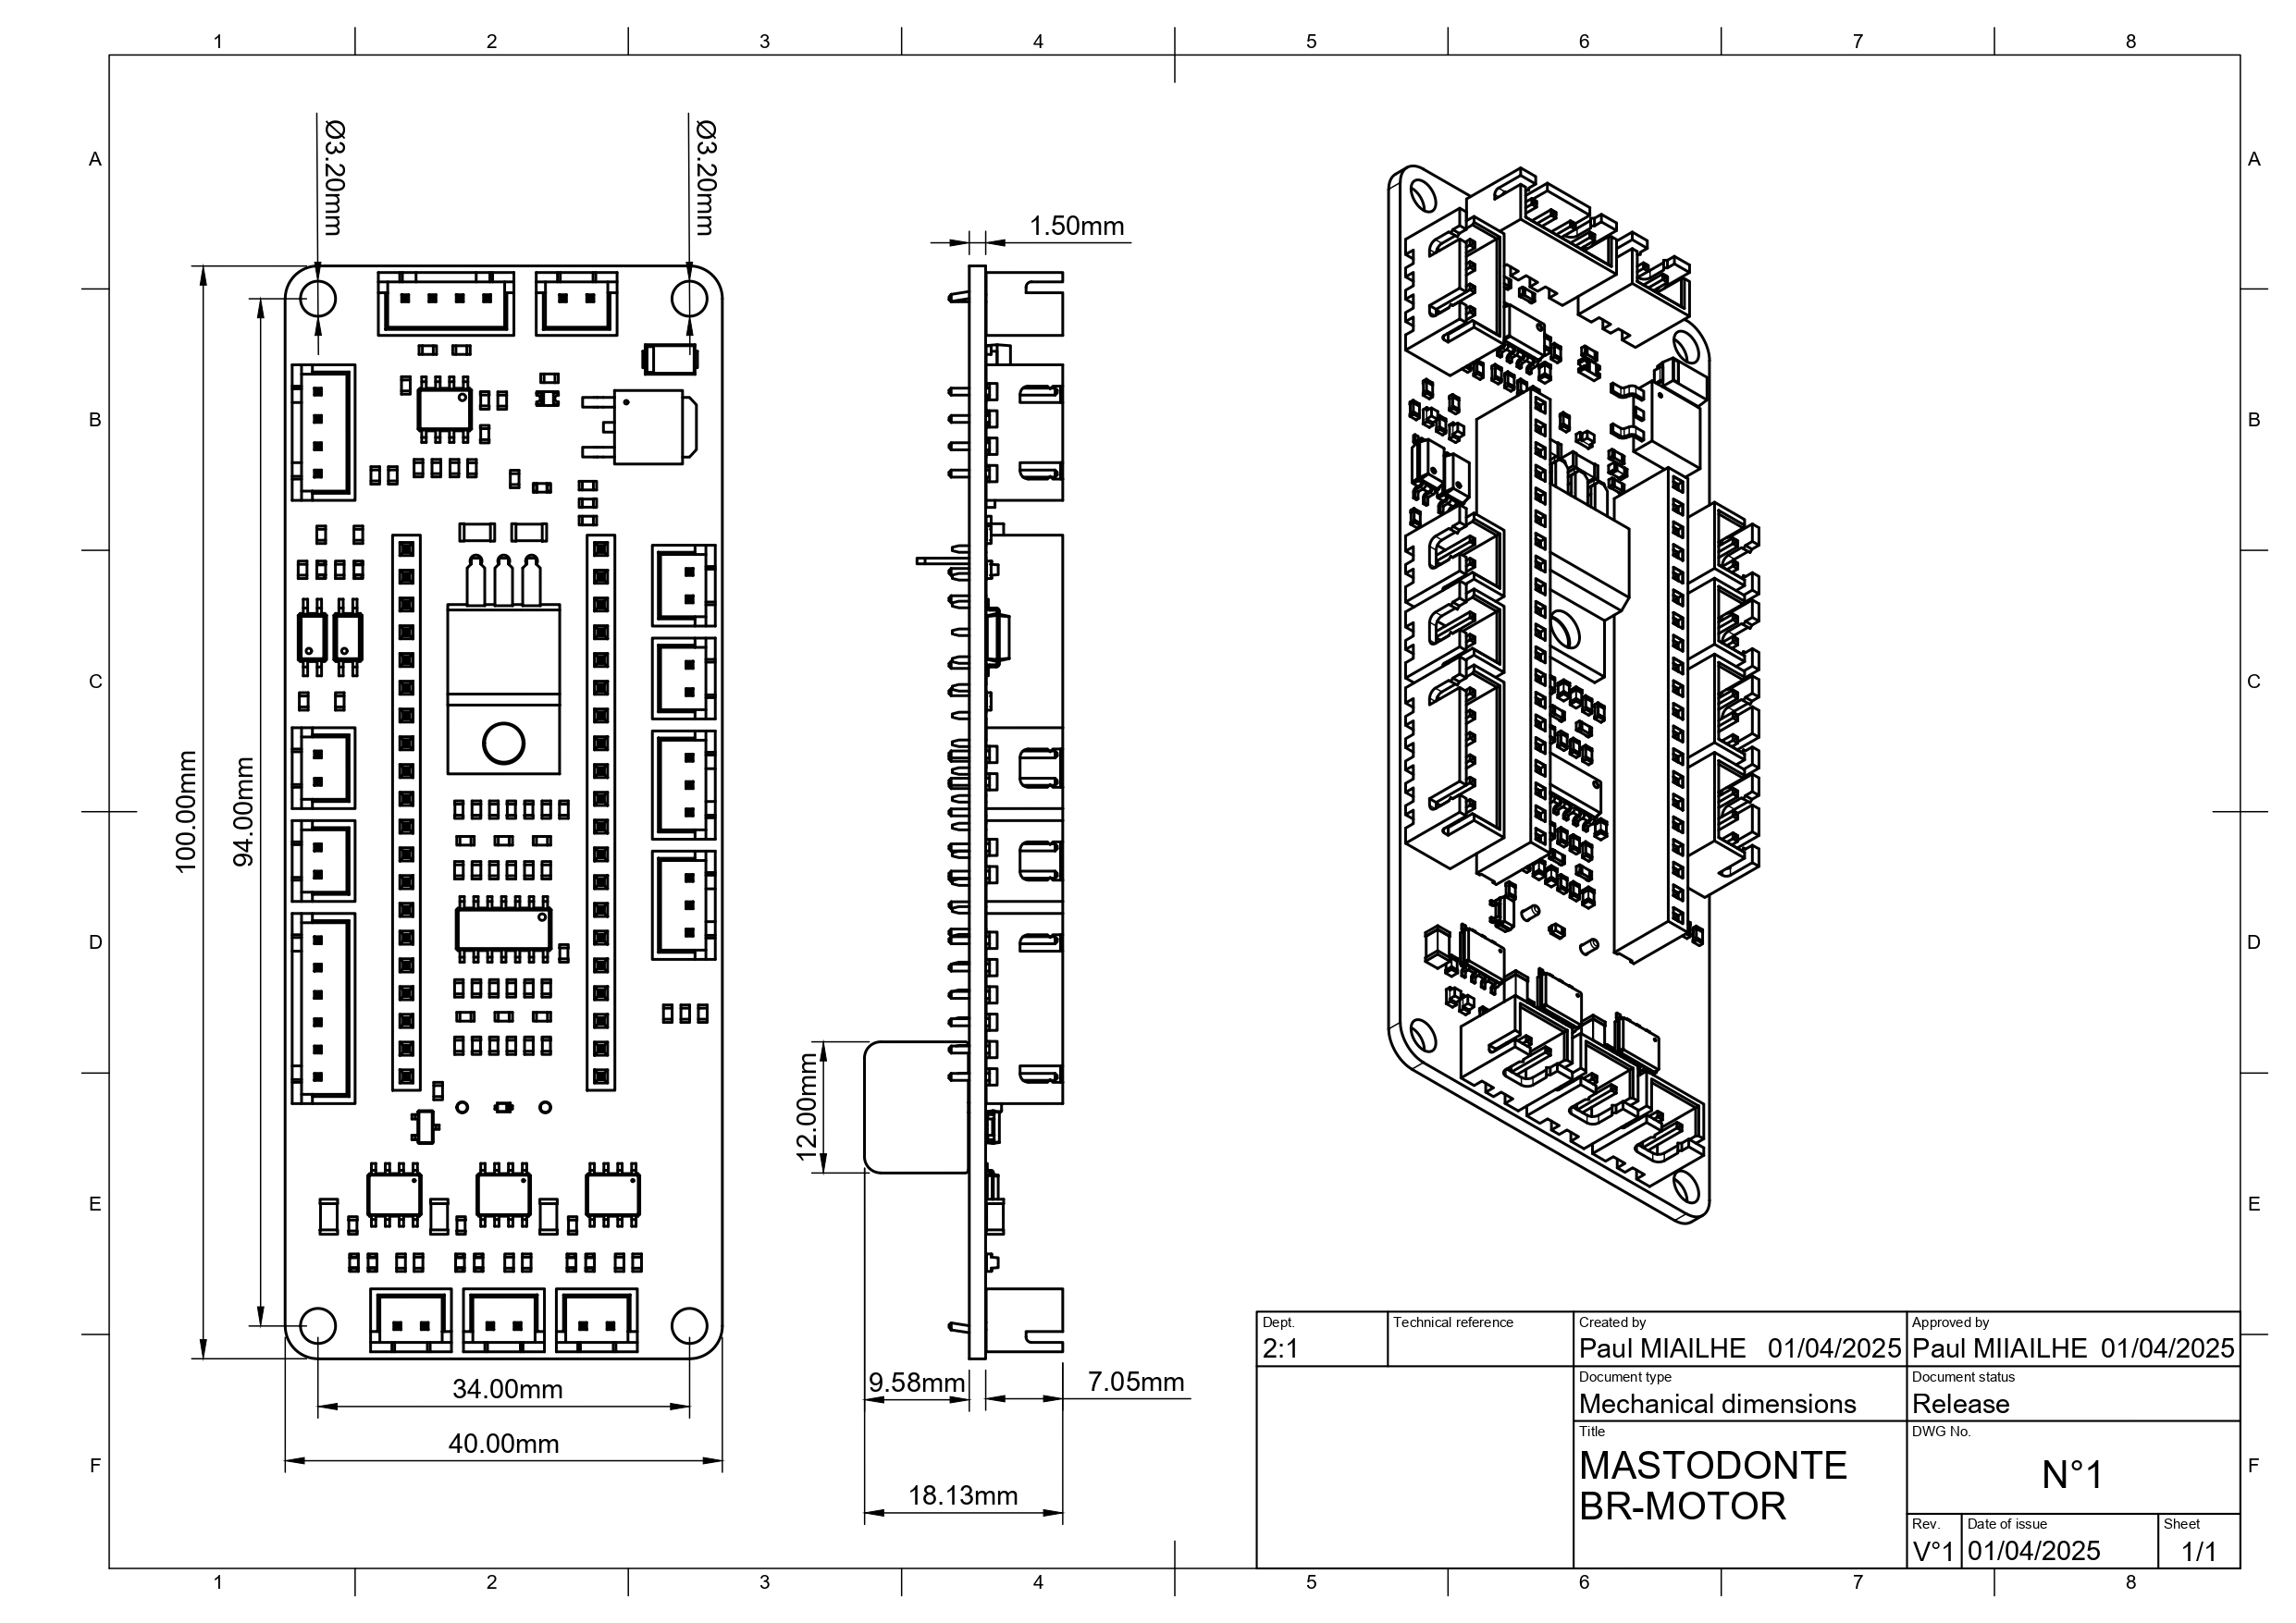 1 2 3 4 5 6 7 8
A A
B B
C C
D D
E E
F F
Ø3.20mm Ø3.20mm
1.50mm
100.00mm
94.00mm
12.00mm
34.00mm
40.00mm
9.58mm 7.05mm
18.13mm
Dept. Technical reference Created by Approved by
2:1 Paul MIAILHE 01/04/2025 Paul MIIAILHE 01/04/2025
Document type Document status
Mechanical dimensions Release
Title DWG No.
MASTODONTE
BR-MOTOR
N°1
Rev. Date of issue Sheet
V°1 01/04/2025 1/1
1 2 3 4 5 6 7 8